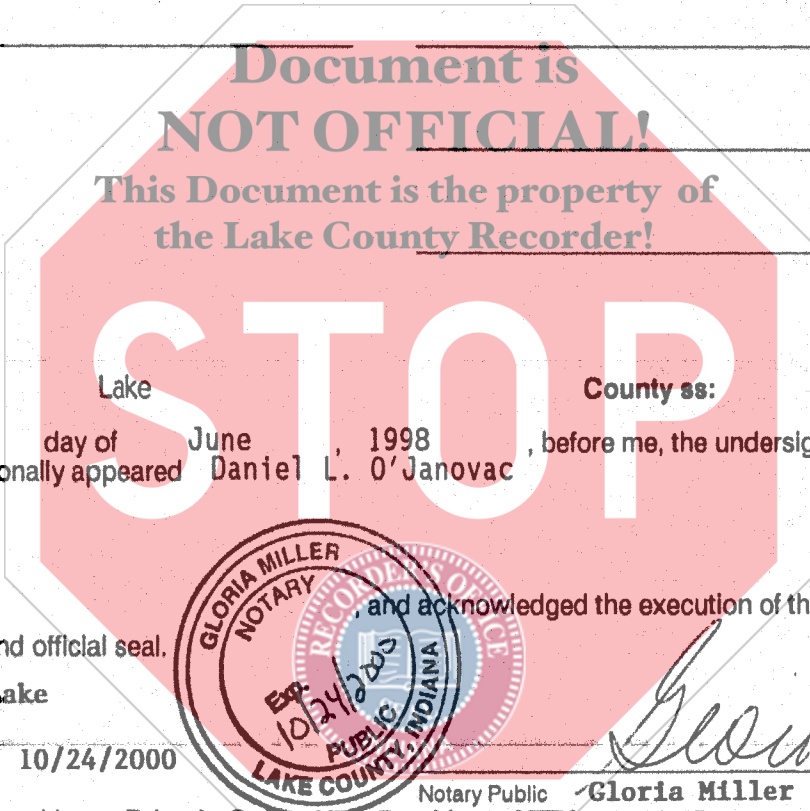 Document is
NOT OFFICIAL!
This Document is the property of
the Lake County Recorder!
STOP
Lake County ss:
day of June , 1998 , before me, the undersig
onally appeared Daniel L. O'Janovac
, and acknowledged the execution of th
nd official seal.
GLORIA MILLER
NOTARY
PUBLIC
LAKE COUNTY, INDIANA
Exp. 10/24/2000
RECORDER'S OFFICE
ake
10/24/2000
Notary Public Gloria Miller